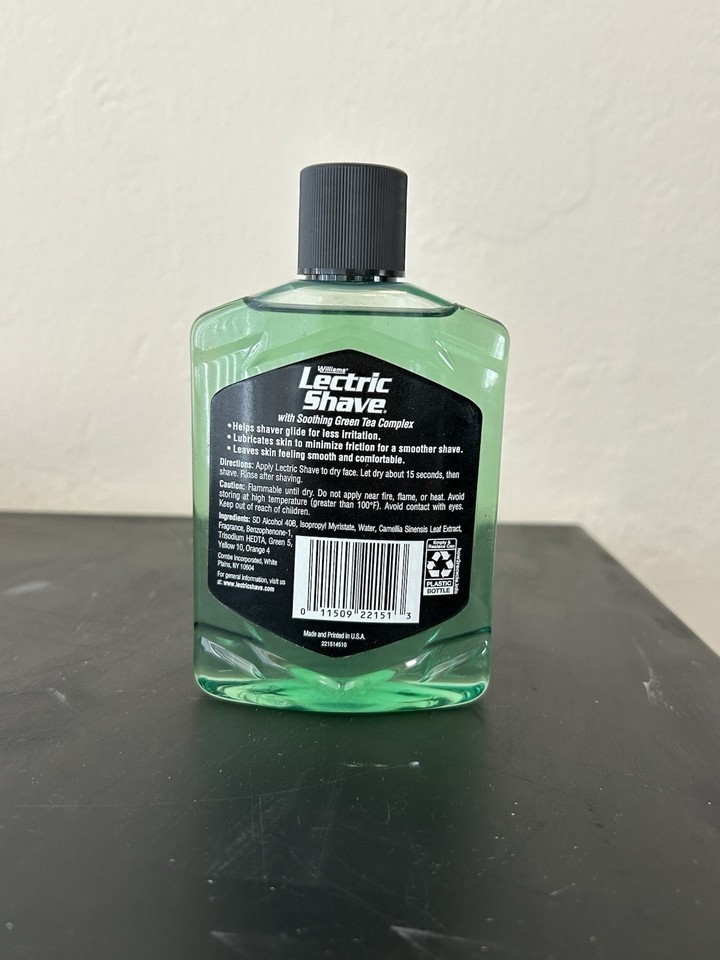 Williams®
Lectric
Shave®
with Soothing Green Tea Complex
• Helps shaver glide for less irritation.
• Lubricates skin to minimize friction for a smoother shave.
• Leaves skin feeling smooth and comfortable.
Directions: Apply Lectric Shave to dry face. Let dry about 15 seconds, then
shave. Rinse after shaving.
Caution: Flammable until dry. Do not apply near fire, flame, or heat. Avoid
storing at high temperature (greater than 100°F). Avoid contact with eyes.
Keep out of reach of children.
Ingredients: SD Alcohol 40B, Isopropyl Myristate, Water, Camellia Sinensis Leaf Extract,
Fragrance, Benzophenone-1,
Trisodium HEDTA, Green 5,
Yellow 10, Orange 4
Combe Incorporated, White
Plains, NY 10604
For general information, visit us
at: www.lectricshave.com
0 11509 22151 3
Empty &
Replace Cap
PLASTIC
BOTTLE
how2recycle.info
Made and Printed in U.S.A.
221514510